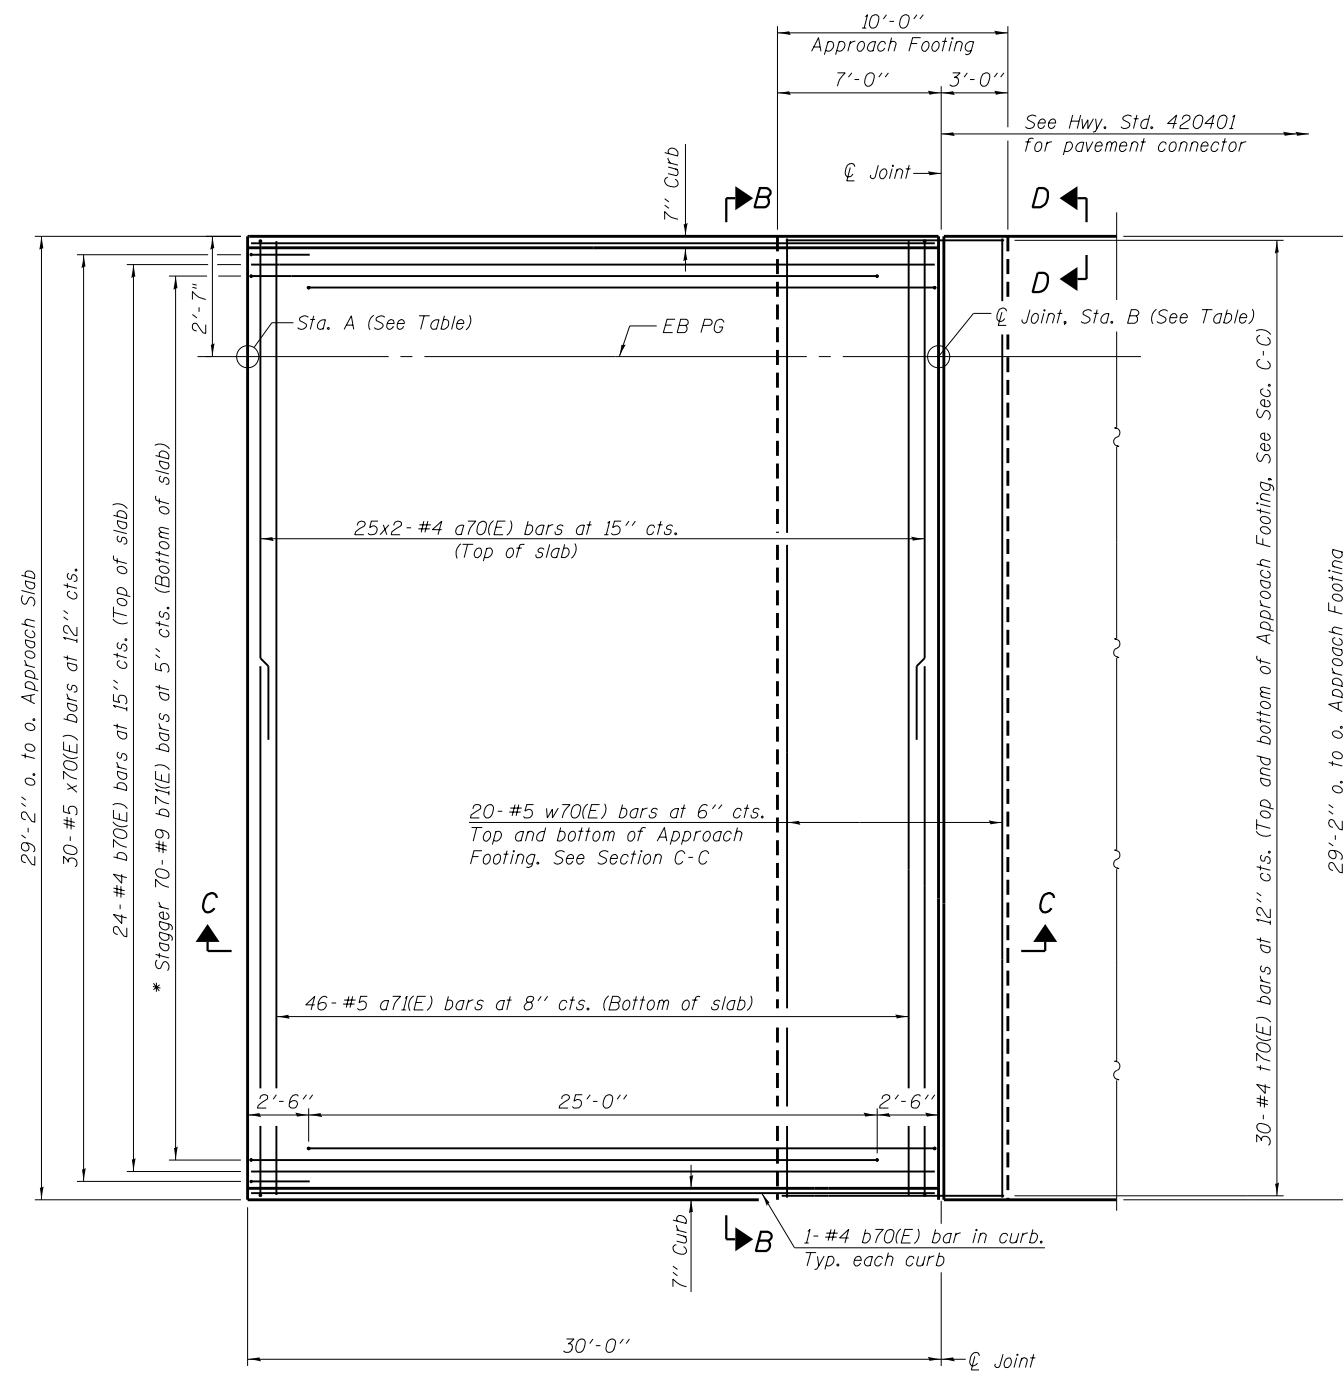 10'-0''
Approach Footing
7'-0''
3'-0''
See Hwy. Std. 420401
for pavement connector
℄ Joint
7'' Curb
B
D
D
2'-7"
Sta. A (See Table)
EB PG
℄ Joint, Sta. B (See Table)
29'-2'' o. to o. Approach Slab
30-#5 x70(E) bars at 12'' cts.
24-#4 b70(E) bars at 15'' cts. (Top of slab)
* Stagger 70-#9 b71(E) bars at 5'' cts. (Bottom of slab)
25x2-#4 a70(E) bars at 15'' cts.
(Top of slab)
20-#5 w70(E) bars at 6'' cts.
Top and bottom of Approach
Footing. See Section C-C
30-#4 t70(E) bars at 12'' cts. (Top and bottom of Approach Footing, See Sec. C-C)
29'-2'' o. to o. Approach Footing
C
C
46-#5 a71(E) bars at 8'' cts. (Bottom of slab)
2'-6''
25'-0''
2'-6''
7'' Curb
B
1-#4 b70(E) bar in curb.
Typ. each curb
30'-0''
℄ Joint